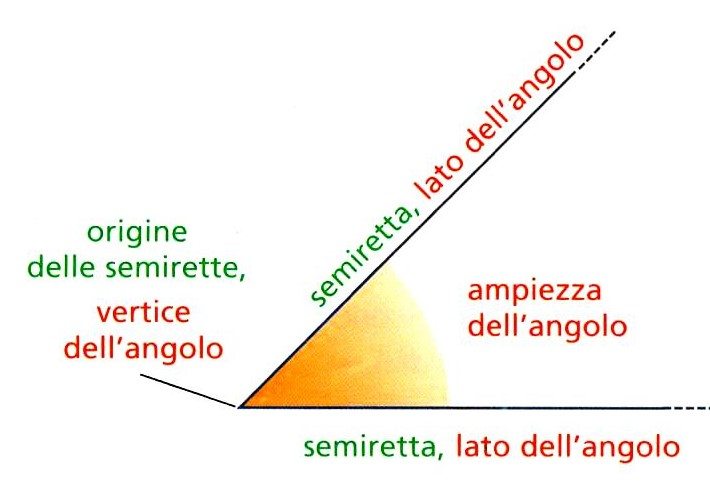 semiretta, lato dell'angolo
origine
delle semirette,
vertice
dell'angolo
ampiezza
dell'angolo
semiretta, lato dell'angolo